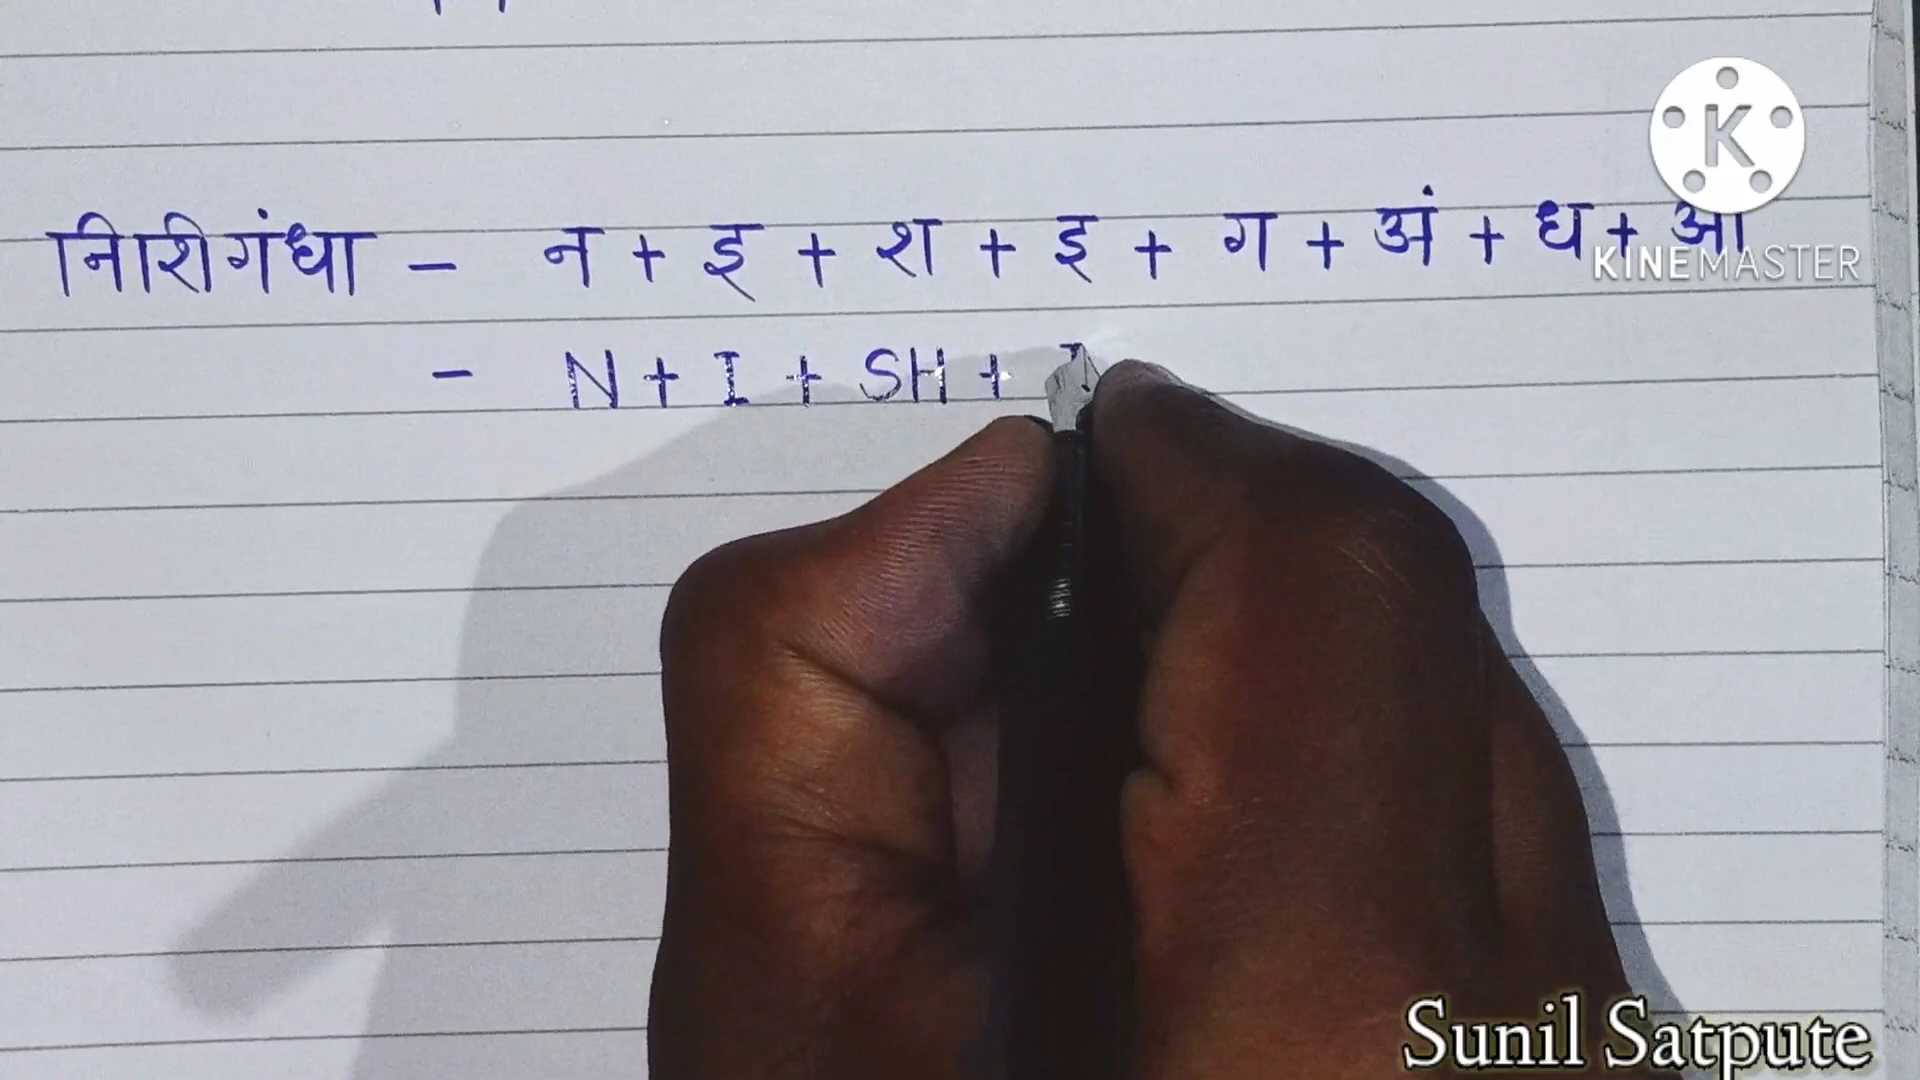 K
निशिगंधा - न + इ + श + इ + ग + अं + ध + आ
KINEMASTER
- N + I + SH + I
Sunil Satpute